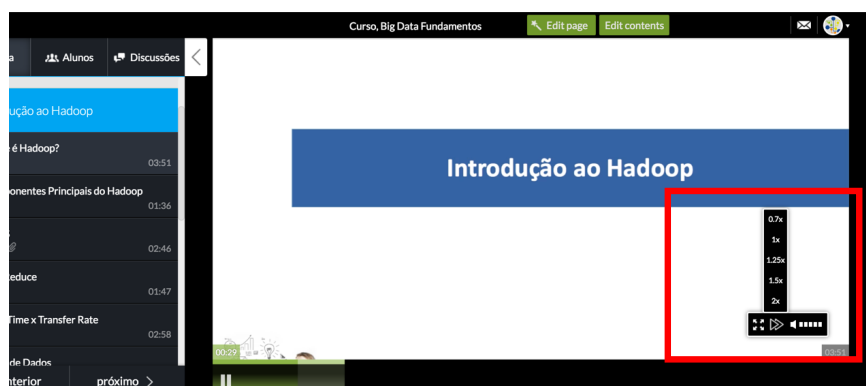 Curso, Big Data Fundamentos
Edit page
Edit contents
Alunos
Discussões
ução ao Hadoop
é Hadoop?
03:51
onentes Principais do Hadoop
01:36
02:46
educe
01:47
Time x Transfer Rate
02:58
de Dados
nterior
próximo >
Introdução ao Hadoop
0.7x
1x
1.25x
1.5x
2x
00:29
03:51